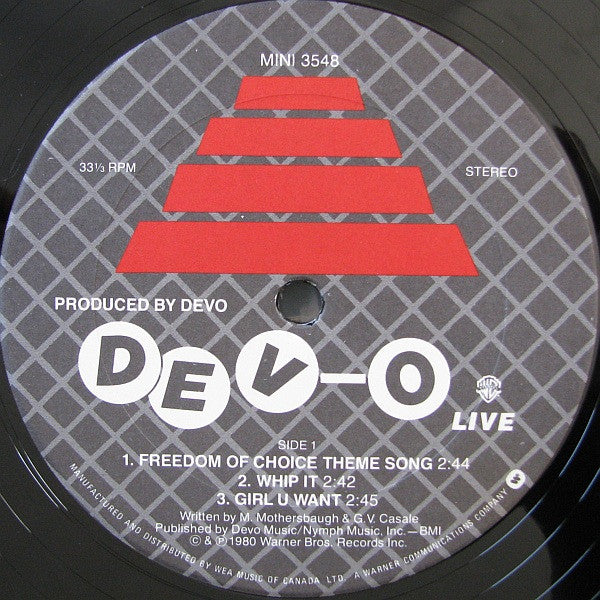 MINI 3548
33⅓ RPM
STEREO
PRODUCED BY DEVO
DEV-O
LIVE
SIDE 1
1. FREEDOM OF CHOICE THEME SONG 2:44
2. WHIP IT 2:42
3. GIRL U WANT 2:45
Written by M. Mothersbaugh & G.V. Casale
Published by Devo Music/Nymph Music, Inc.—BMI
© & ℗ 1980 Warner Bros. Records Inc.
MANUFACTURED AND DISTRIBUTED BY WEA MUSIC OF CANADA LTD. A WARNER COMMUNICATIONS COMPANY